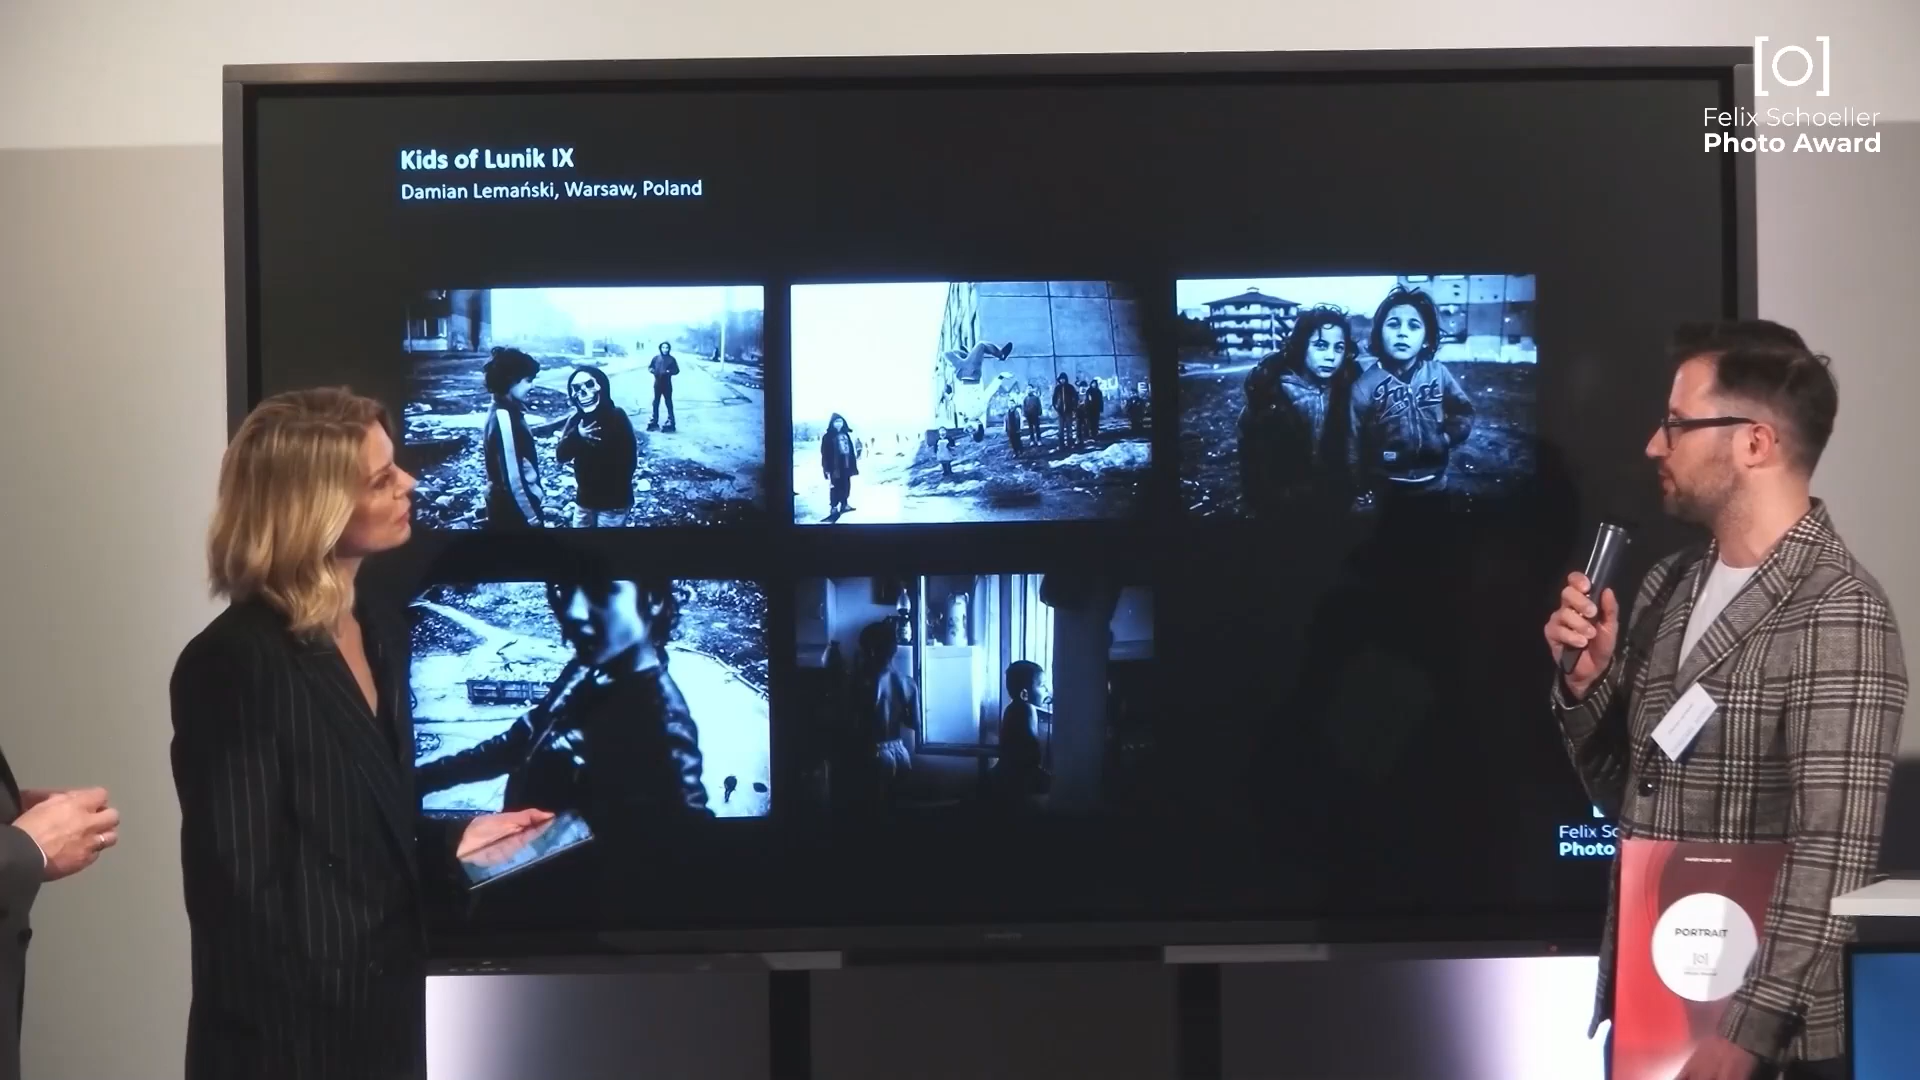 Felix Schoeller
Photo Award
Kids of Lunik IX
Damian Lemański, Warsaw, Poland
Felix Sc
Photo
PORTRAIT